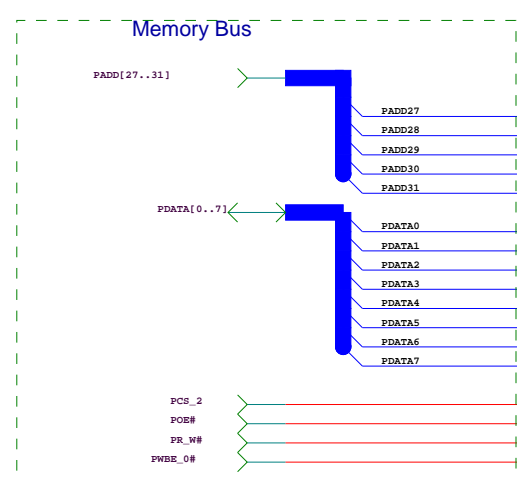 Memory Bus
PADD[27..31]
PADD27
PADD28
PADD29
PADD30
PADD31
PDATA[0..7]
PDATA0
PDATA1
PDATA2
PDATA3
PDATA4
PDATA5
PDATA6
PDATA7
PCS_2
POE#
PR_W#
PWBE_0#